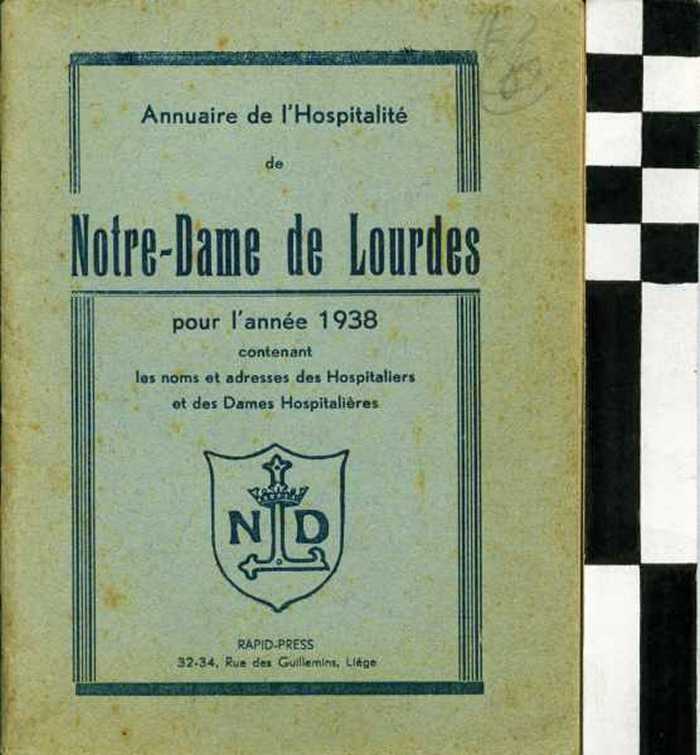 Annuaire de l'Hospitalité
de
Notre-Dame de Lourdes
pour l'année 1938
contenant
les noms et adresses des Hospitaliers
et des Dames Hospitalières
N L D
RAPID-PRESS
32-34, Rue des Guillemins, Liége